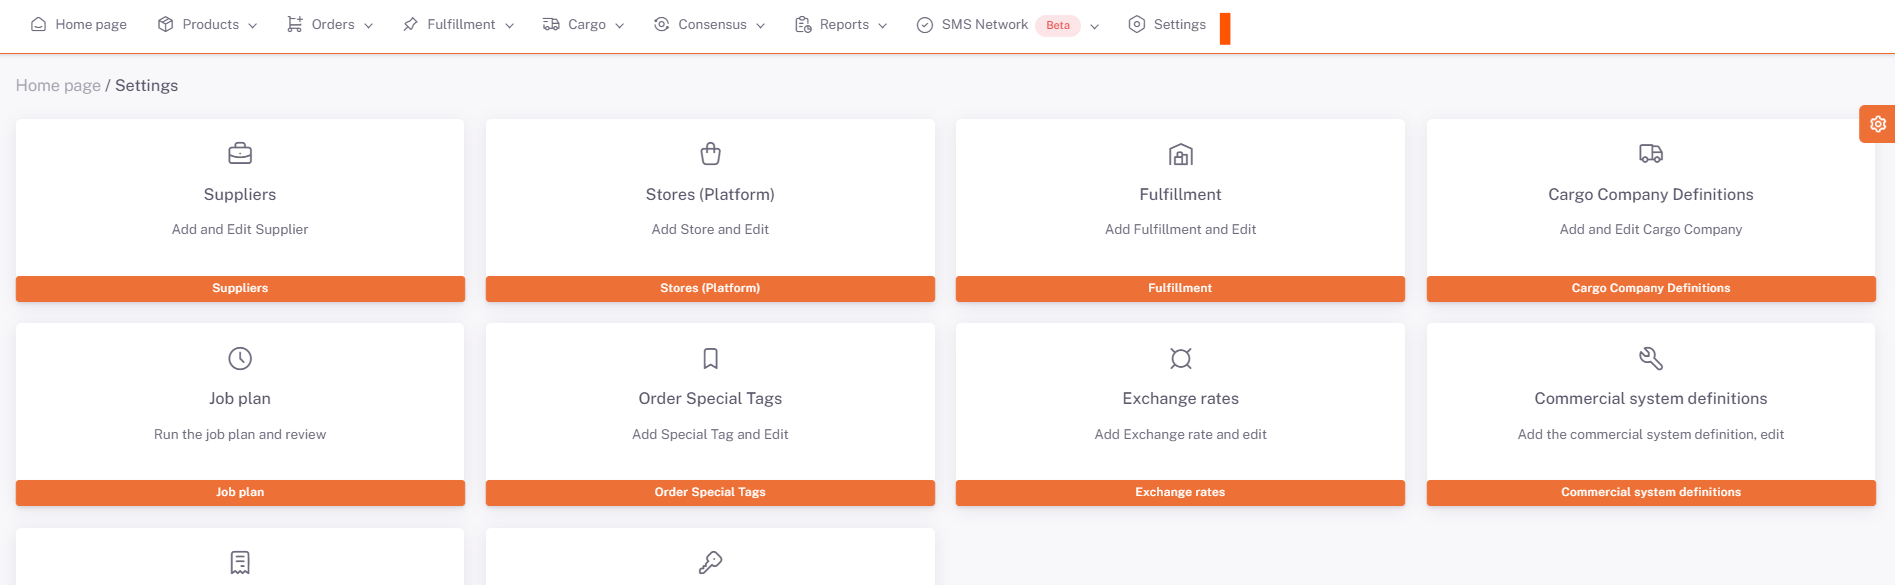 Home page Products Orders Fulfillment Cargo Consensus Reports SMS Network Beta Settings
Home page / Settings
Suppliers
Add and Edit Supplier
Suppliers
Stores (Platform)
Add Store and Edit
Stores (Platform)
Fulfillment
Add Fulfillment and Edit
Fulfillment
Cargo Company Definitions
Add and Edit Cargo Company
Cargo Company Definitions
Job plan
Run the job plan and review
Job plan
Order Special Tags
Add Special Tag and Edit
Order Special Tags
Exchange rates
Add Exchange rate and edit
Exchange rates
Commercial system definitions
Add the commercial system definition, edit
Commercial system definitions